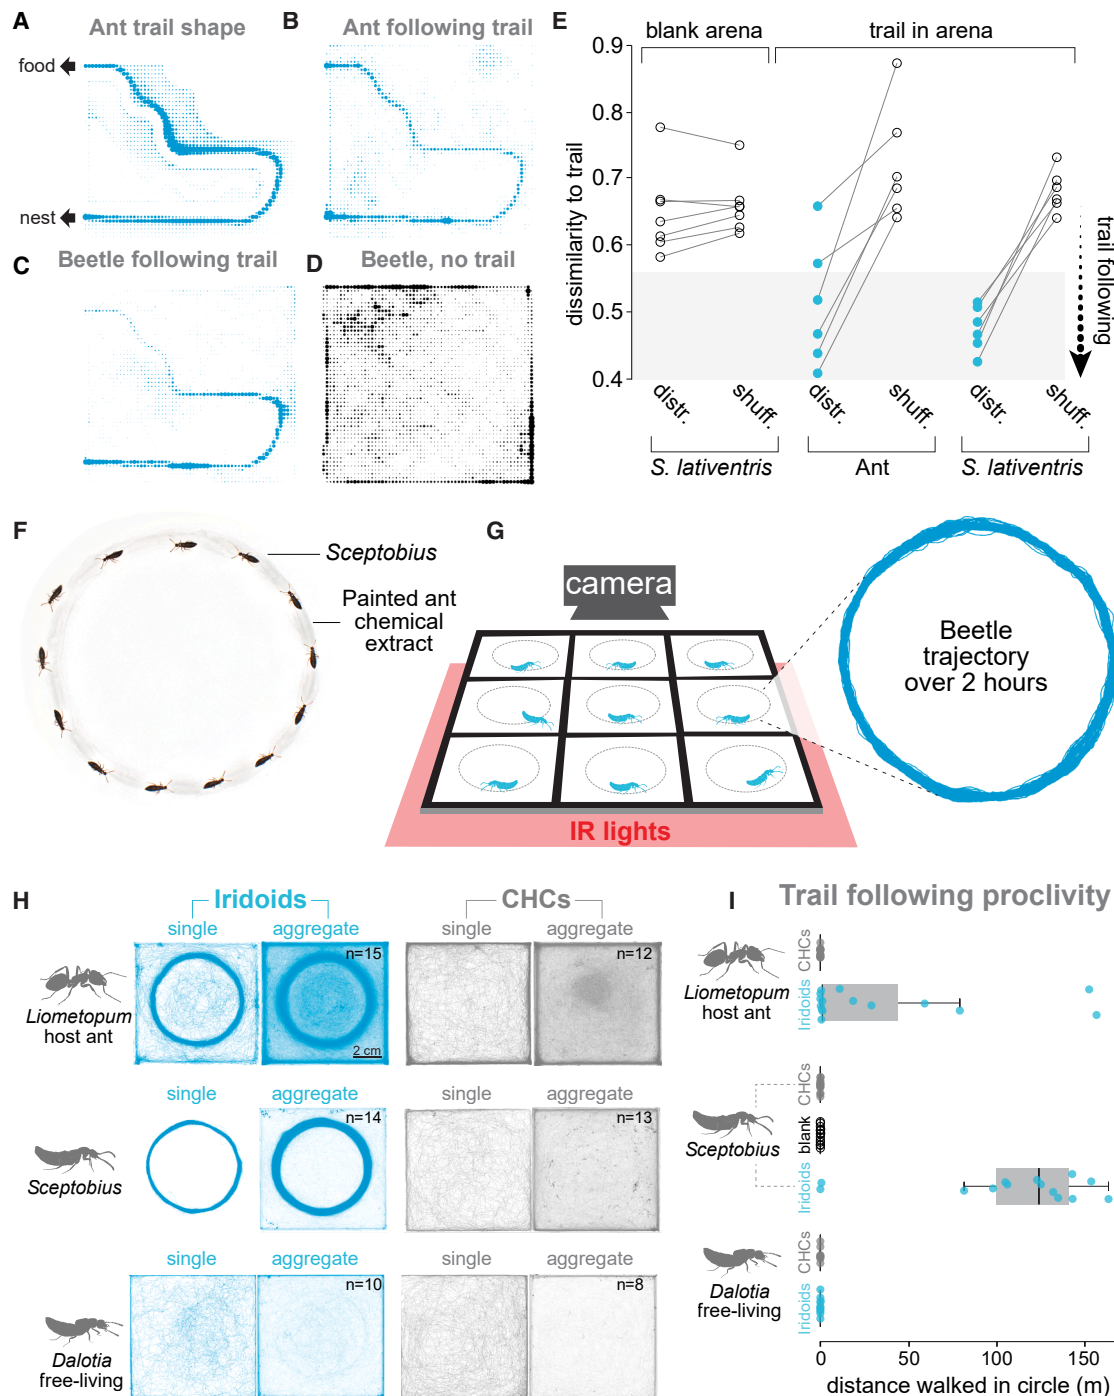 A
Ant trail shape
food
nest
B
Ant following trail
C
Beetle following trail
D
Beetle, no trail
E
blank arena
trail in arena
dissimilarity to trail
0.9
0.8
0.7
0.6
0.5
0.4
trail following
distr.
shuff.
distr.
shuff.
distr.
shuff.
S. lativentris
Ant
S. lativentris
F
Sceptobius
Painted ant
chemical
extract
G
camera
IR lights
Beetle
trajectory
over 2 hours
H
Iridoids
CHCs
single
aggregate
single
aggregate
n=15
n=12
2 cm
Liometopum
host ant
single
aggregate
single
aggregate
n=14
n=13
Sceptobius
single
aggregate
single
aggregate
n=10
n=8
Dalotia
free-living
I
Trail following proclivity
Liometopum
host ant
CHCs
Iridoids
Sceptobius
CHCs
blank
Iridoids
Dalotia
free-living
CHCs
Iridoids
0
50
100
150
distance walked in circle (m)